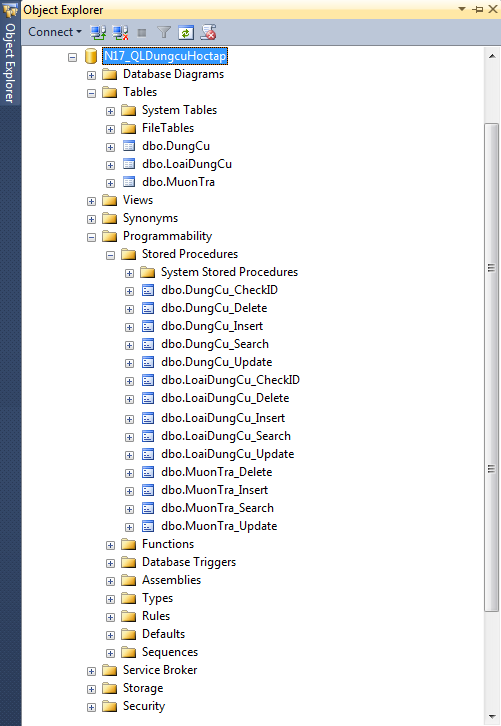 Object Explorer
Object Explorer
Connect
N17_QLDungcuHoctap
Database Diagrams
Tables
System Tables
FileTables
dbo.DungCu
dbo.LoaiDungCu
dbo.MuonTra
Views
Synonyms
Programmability
Stored Procedures
System Stored Procedures
dbo.DungCu_CheckID
dbo.DungCu_Delete
dbo.DungCu_Insert
dbo.DungCu_Search
dbo.DungCu_Update
dbo.LoaiDungCu_CheckID
dbo.LoaiDungCu_Delete
dbo.LoaiDungCu_Insert
dbo.LoaiDungCu_Search
dbo.LoaiDungCu_Update
dbo.MuonTra_Delete
dbo.MuonTra_Insert
dbo.MuonTra_Search
dbo.MuonTra_Update
Functions
Database Triggers
Assemblies
Types
Rules
Defaults
Sequences
Service Broker
Storage
Security